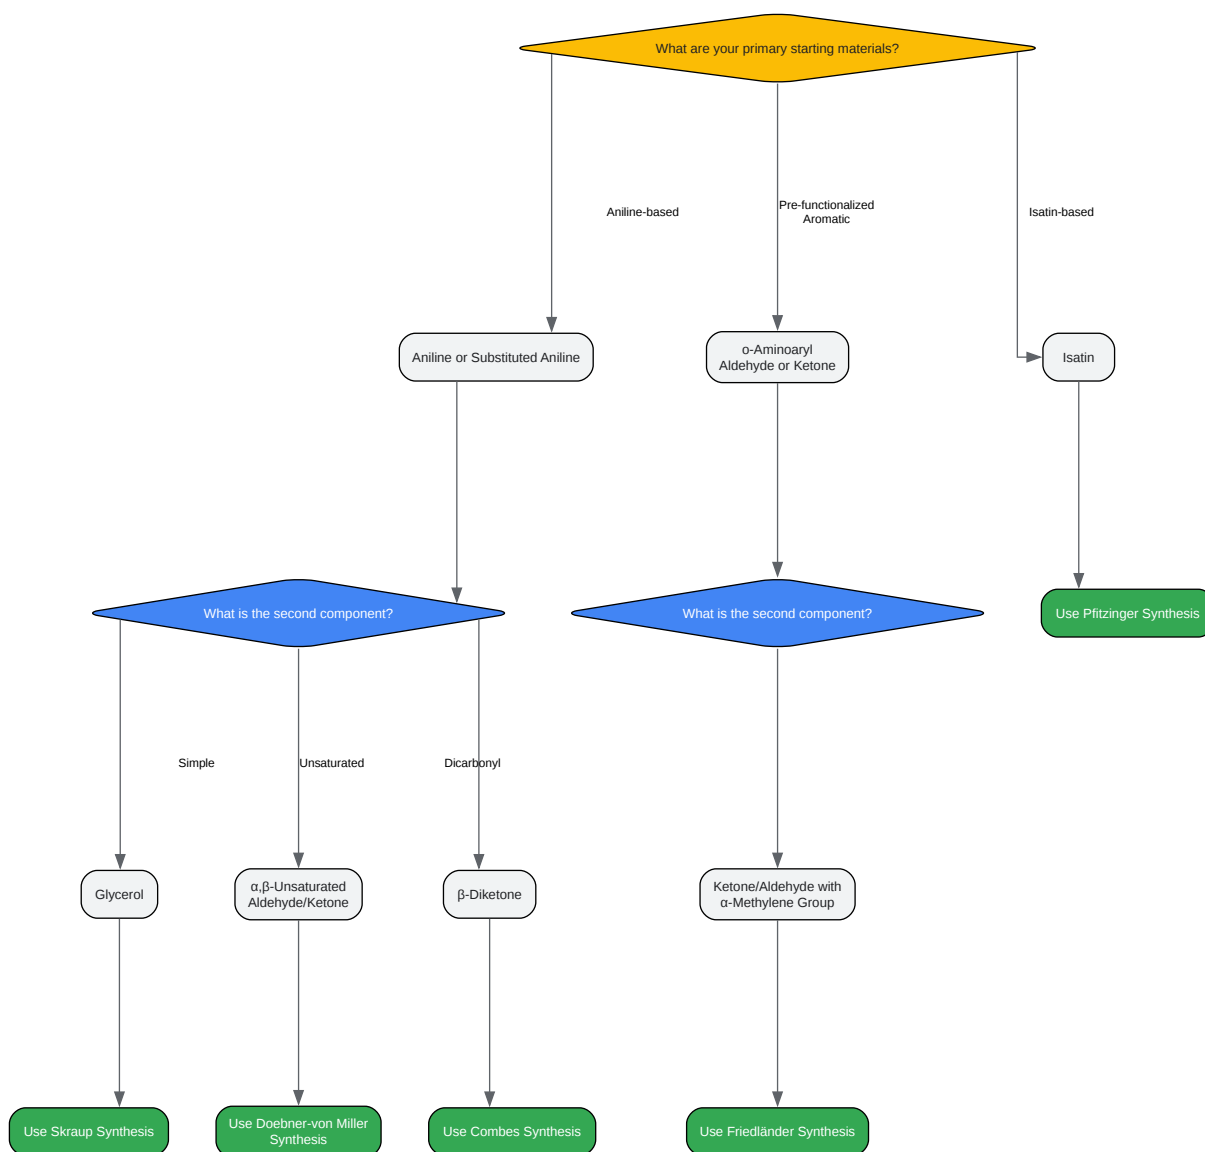 What are your primary starting materials?
Aniline-based
Pre-functionalized
Aromatic
Isatin-based
Aniline or Substituted Aniline
o-Aminoaryl
Aldehyde or Ketone
Isatin
What is the second component?
What is the second component?
Use Pfitzinger Synthesis
Simple
Unsaturated
Dicarbonyl
Glycerol
α,β-Unsaturated
Aldehyde/Ketone
β-Diketone
Ketone/Aldehyde with
α-Methylene Group
Use Skraup Synthesis
Use Doebner-von Miller
Synthesis
Use Combes Synthesis
Use Friedländer Synthesis